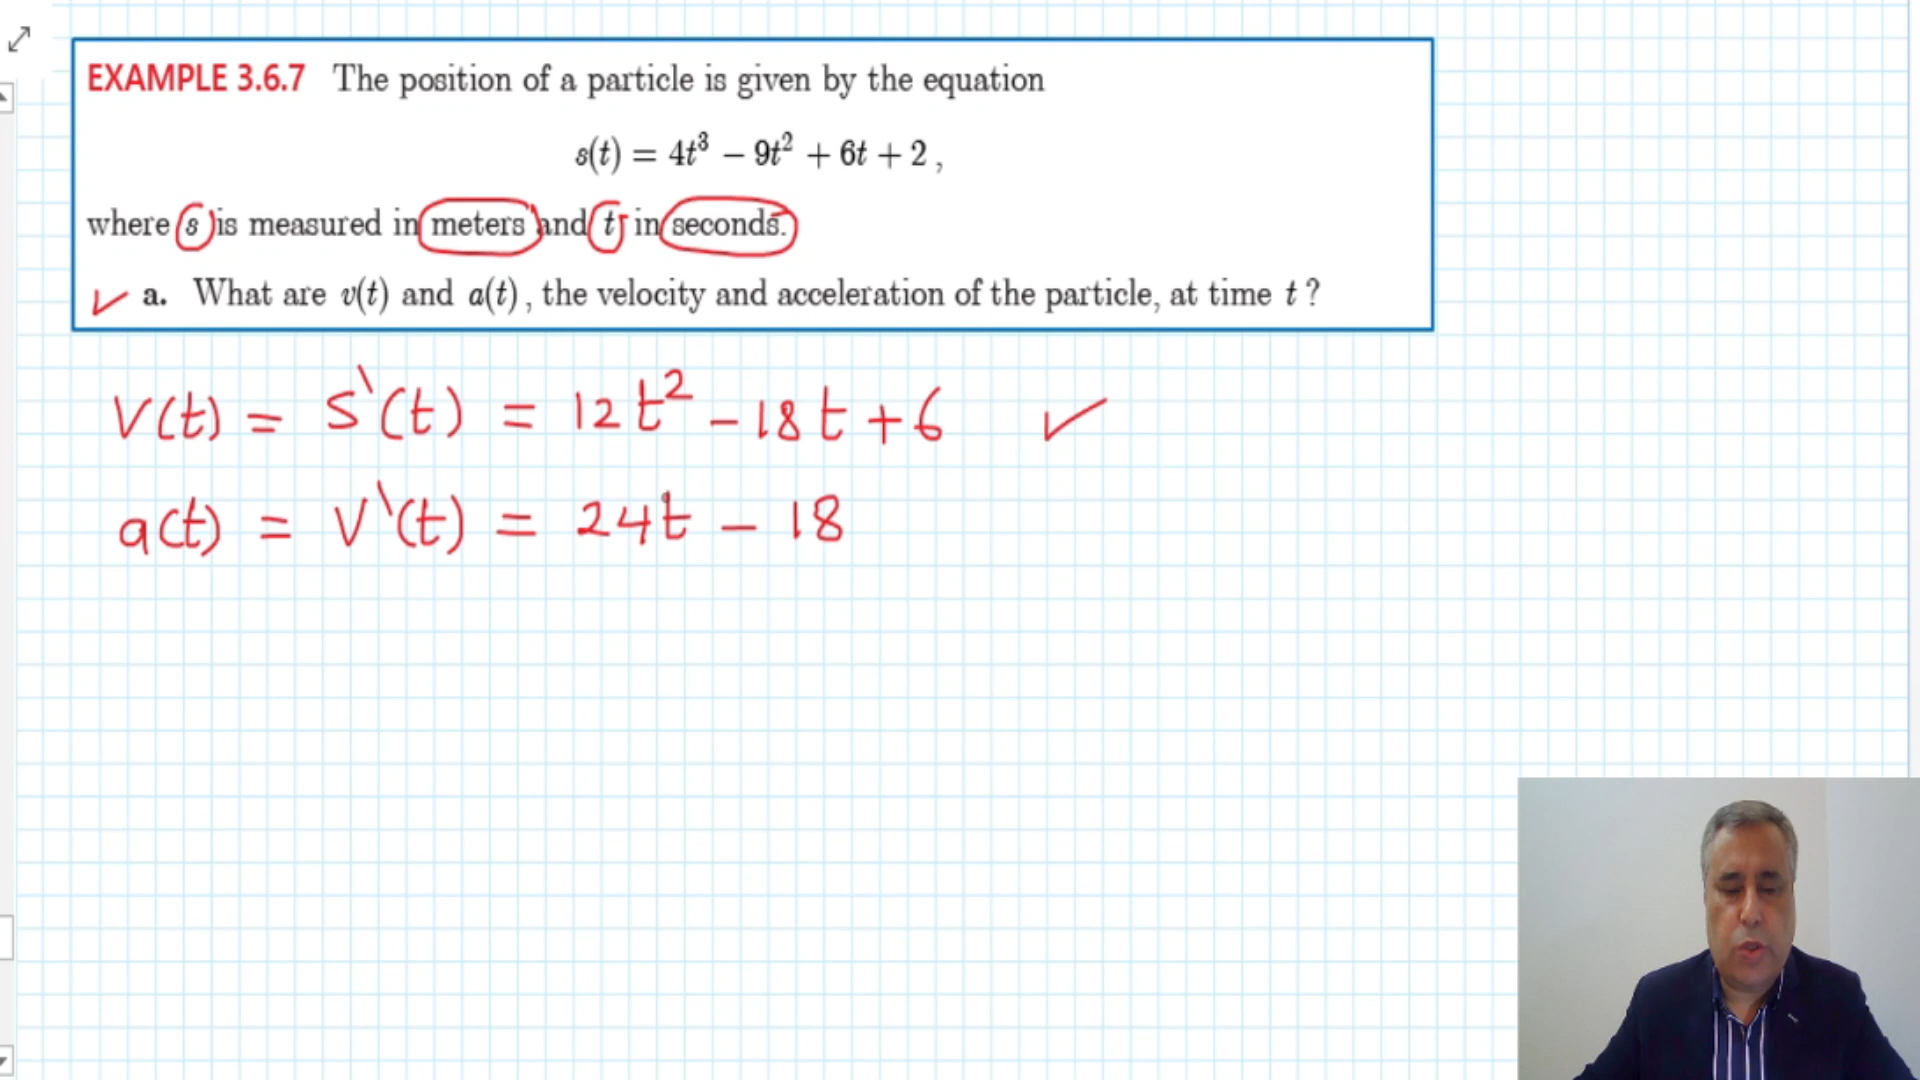 EXAMPLE 3.6.7 The position of a particle is given by the equation
s(t) = 4t³ − 9t² + 6t + 2 ,
where s is measured in meters and t in seconds.
a. What are v(t) and a(t) , the velocity and acceleration of the particle, at time t ?
V(t) = S`(t) = 12t² − 18t + 6
a(t) = V`(t) = 24t − 18